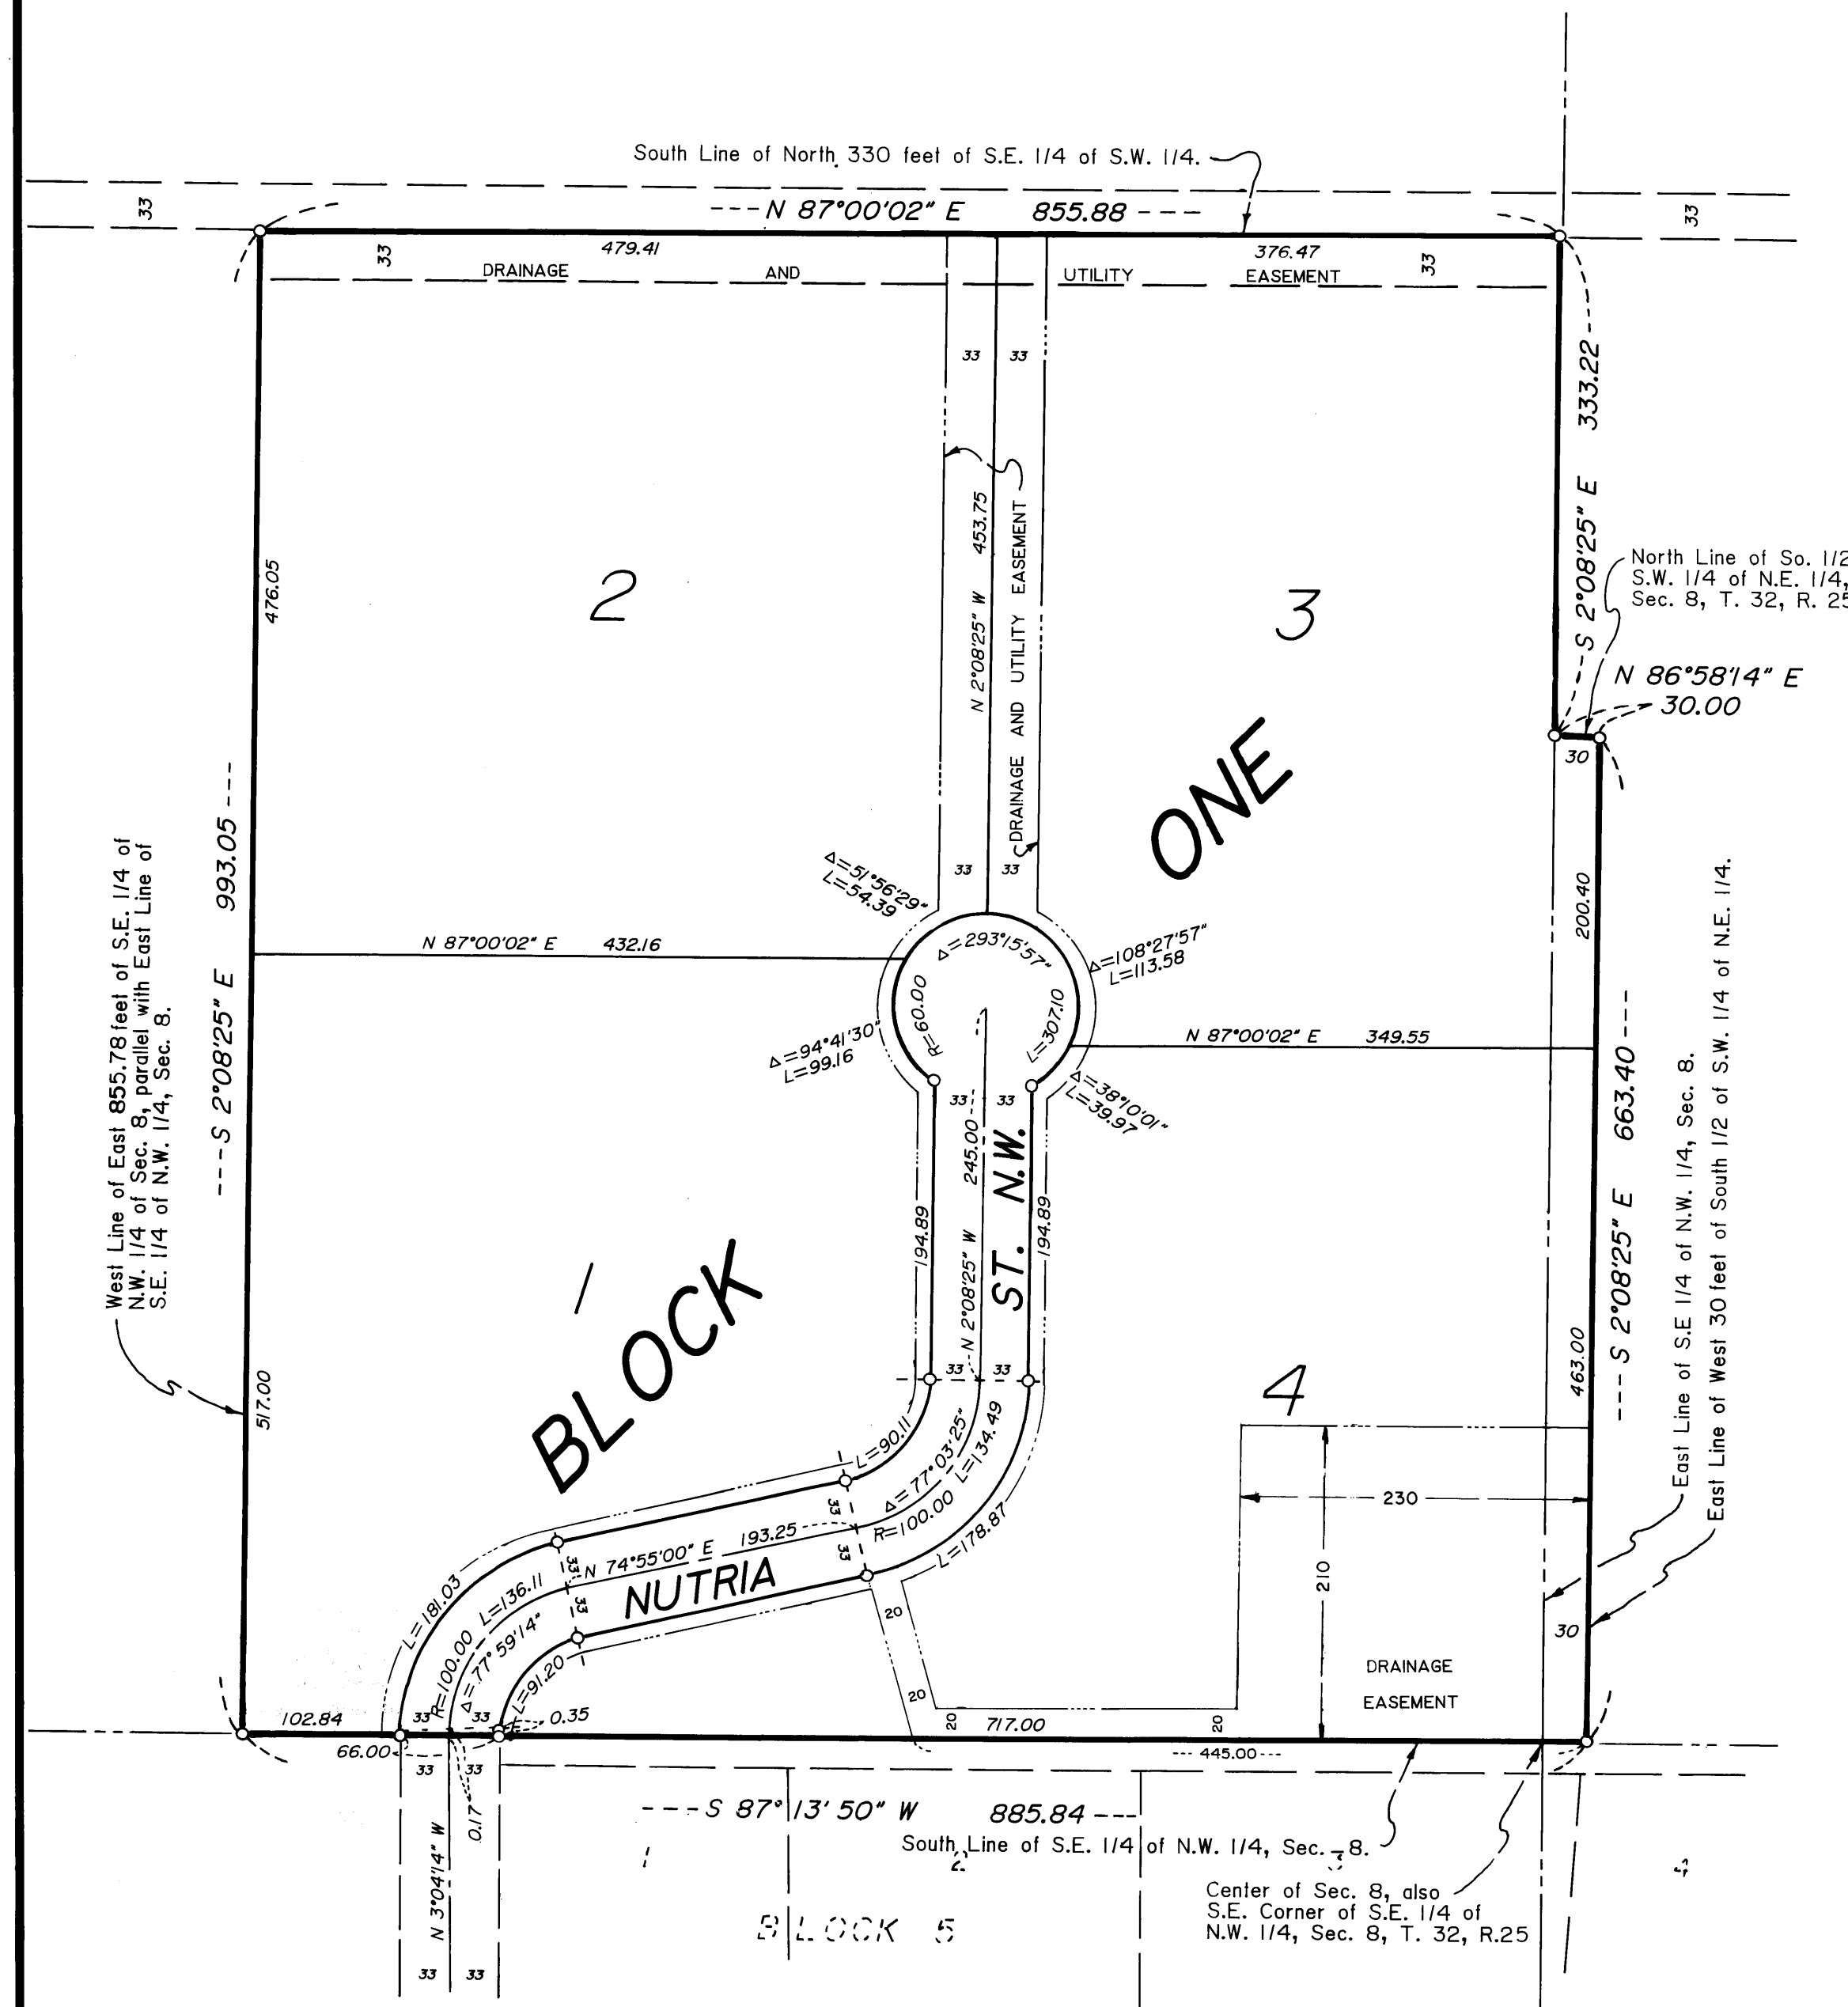 South Line of North 330 feet of S.E. 1/4 of S.W. 1/4.
33
---N 87°00'02" E 855.88 ---
33
33
479.41
376.47
33
DRAINAGE AND UTILITY EASEMENT
33 33
S 2°08'25" E 333.22
476.05
2
N 2°08'25" W 453.75
DRAINAGE AND UTILITY EASEMENT
3
North Line of So. 1/2
S.W. 1/4 of N.E. 1/4,
Sec. 8, T. 32, R. 25
N 86°58'14" E
30.00
30
ONE
West Line of East 855.78 feet of S.E. 1/4 of
N.W. 1/4 of Sec. 8, parallel with East Line of
S.E. 1/4 of N.W. 1/4, Sec. 8.
---S 2°08'25" E 993.05 ---
33 33
Δ=51°56'29"
L=54.39
200.40
N 87°00'02" E 432.16
Δ=293°15'57"
R=60.00
L=307.10
Δ=108°27'57"
L=113.58
N 87°00'02" E 349.55
Δ=94°41'30"
L=99.16
Δ=38°10'01"
L=39.97
33 33
---S 2°08'25" E 663.40 ---
East Line of S.E 1/4 of N.W. 1/4, Sec. 8.
East Line of West 30 feet of South 1/2 of S.W. 1/4 of N.E. 1/4.
194.89
N 2°08'25" W 245.00
ST. N.W.
194.89
517.00
1
BLOCK
33 33
4
463.00
L=90.11
Δ=77°03'25"
R=100.00 L=134.49
L=178.87
230
210
33
33
N 74°55'00" E 193.25
NUTRIA
33
33
L=181.03
R=100.00 L=136.11
Δ=77°59'14"
L=91.20
20
20
20
20
30
DRAINAGE
EASEMENT
102.84
33 33
0.35
717.00
66.00
---445.00---
33 33
0.17
N 3°04'14" W
----S 87°13'50" W 885.84---
South Line of S.E. 1/4 of N.W. 1/4, Sec. 8.
1
2
3
4
Center of Sec. 8, also
S.E. Corner of S.E. 1/4 of
N.W. 1/4, Sec. 8, T. 32, R.25
BLOCK 5
33 33